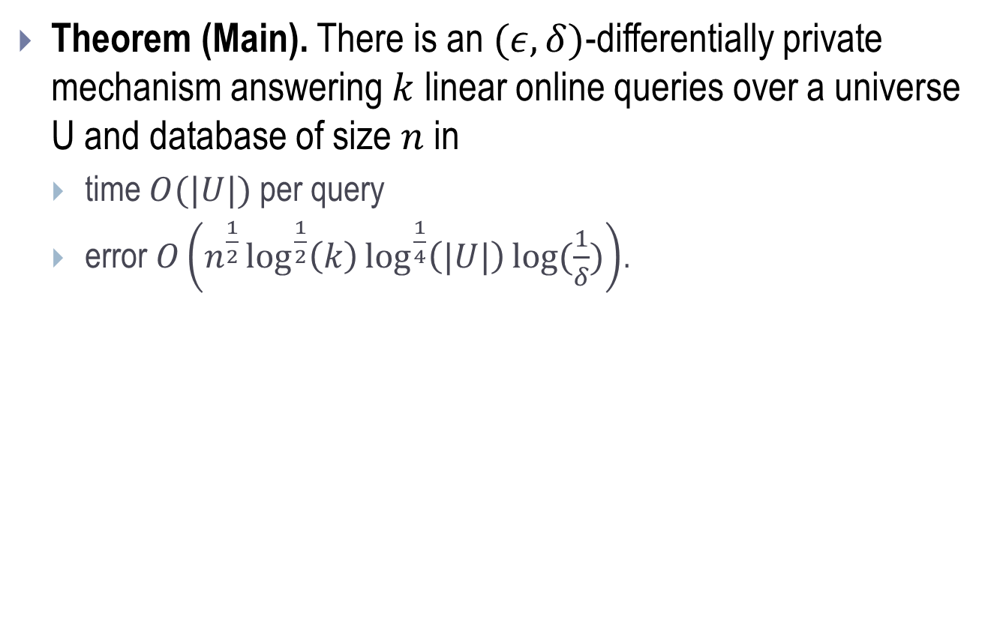 Theorem (Main). There is an (ϵ, δ)-differentially private
mechanism answering k linear online queries over a universe
U and database of size n in
time O(|U|) per query
error O(n^{1/2} log^{1/2}(k) log^{1/4}(|U|) log(1/δ)).